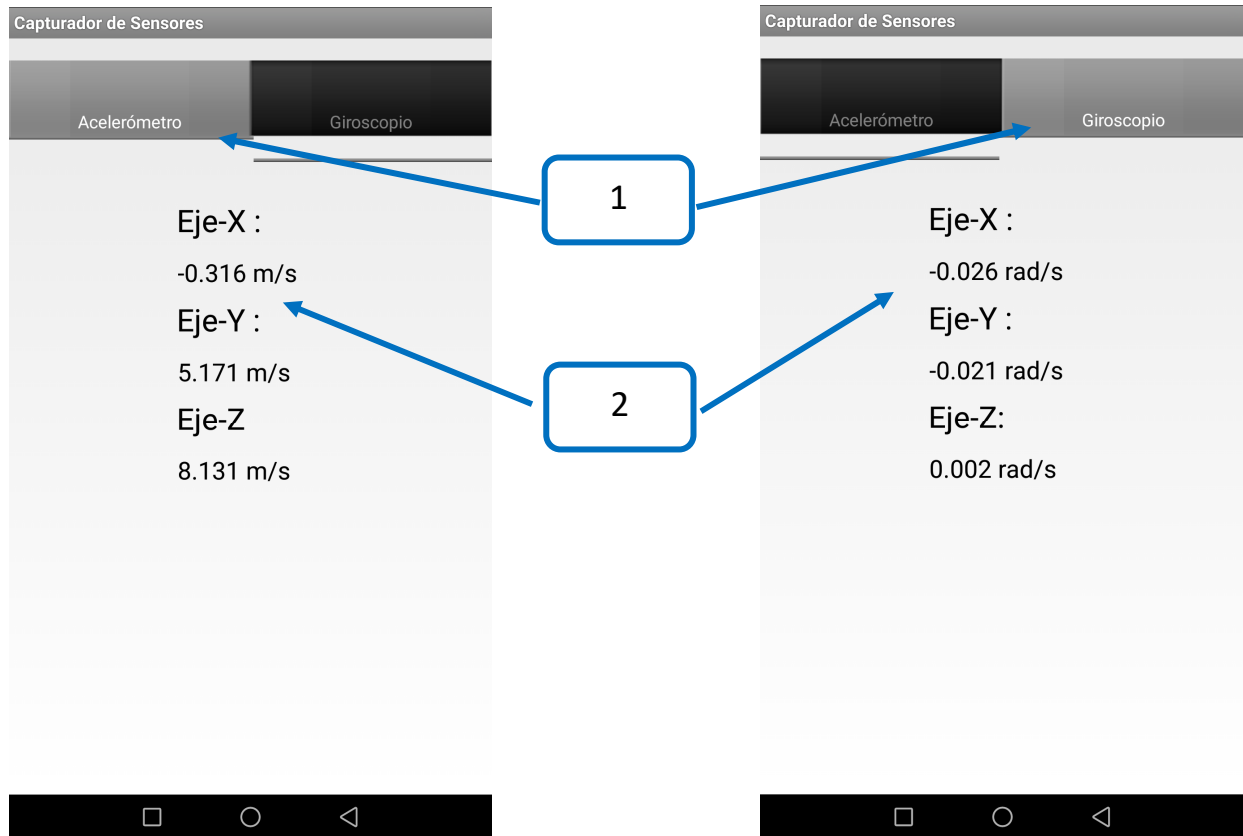 Capturador de Sensores
Acelerómetro
Giroscopio
Eje-X :
-0.316 m/s
Eje-Y :
5.171 m/s
Eje-Z
8.131 m/s
1
2
Capturador de Sensores
Acelerómetro
Giroscopio
Eje-X :
-0.026 rad/s
Eje-Y :
-0.021 rad/s
Eje-Z:
0.002 rad/s